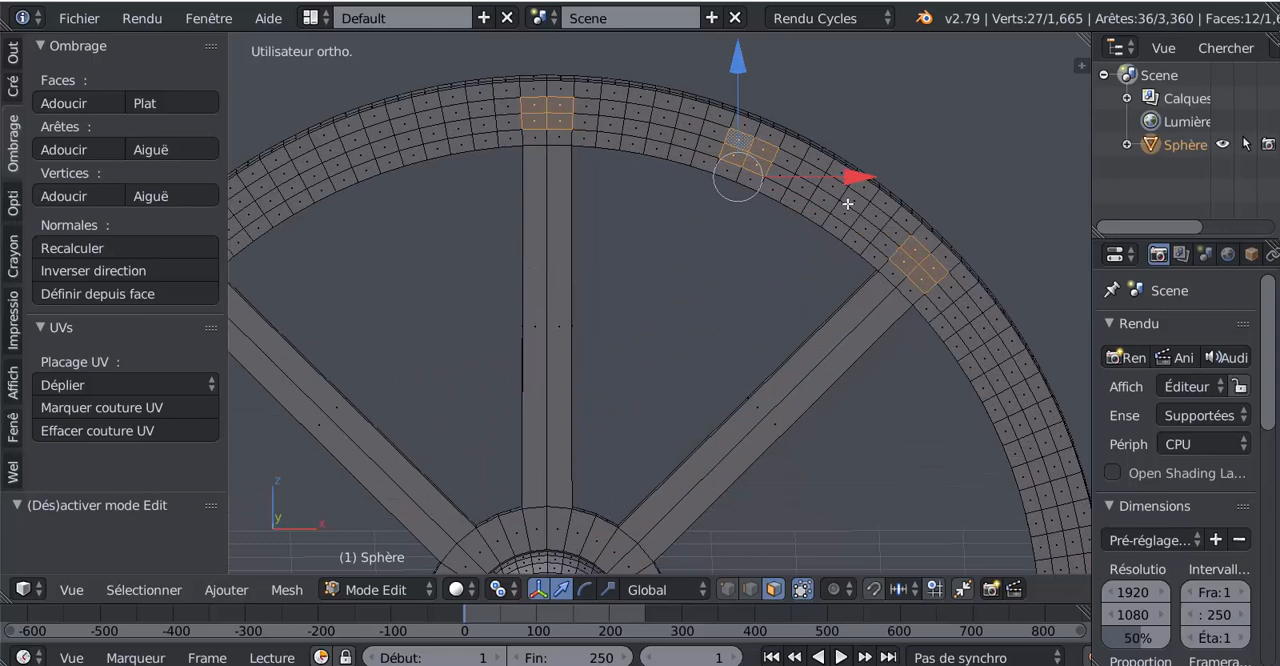 Fichier Rendu Fenêtre Aide Default Scene Rendu Cycles v2.79 | Verts:27/1,665 | Arêtes:36/3,360 | Faces:12/1,6
Ombrage
Faces :
Adoucir Plat
Arêtes :
Adoucir Aiguë
Vertices :
Adoucir Aiguë
Normales :
Recalculer
Inverser direction
Définir depuis face
UVs
Placage UV :
Déplier
Marquer couture UV
Effacer couture UV
(Dés)activer mode Edit
Out
Cré
Ombrage
Opti
Crayon
Impressio
Affich
Fenê
Wel
Utilisateur ortho.
z
y
x
(1) Sphère
Vue Sélectionner Ajouter Mesh Mode Edit Global
-600 -500 -400 -300 -200 -100 0 100 200 300 400 500 600 700 800
Vue Marqueur Frame Lecture Début: 1 Fin: 250 1 Pas de synchro
Vue Chercher
Scene
Calques
Lumière
Sphère
Scene
Rendu
Ren Ani Audi
Affich Éditeur
Ense Supportées
Périph CPU
Open Shading La...
Dimensions
Pré-réglage...
Résolutio Intervall...
1920 Fra:1
1080 : 250
50% Éta:1
Proportion